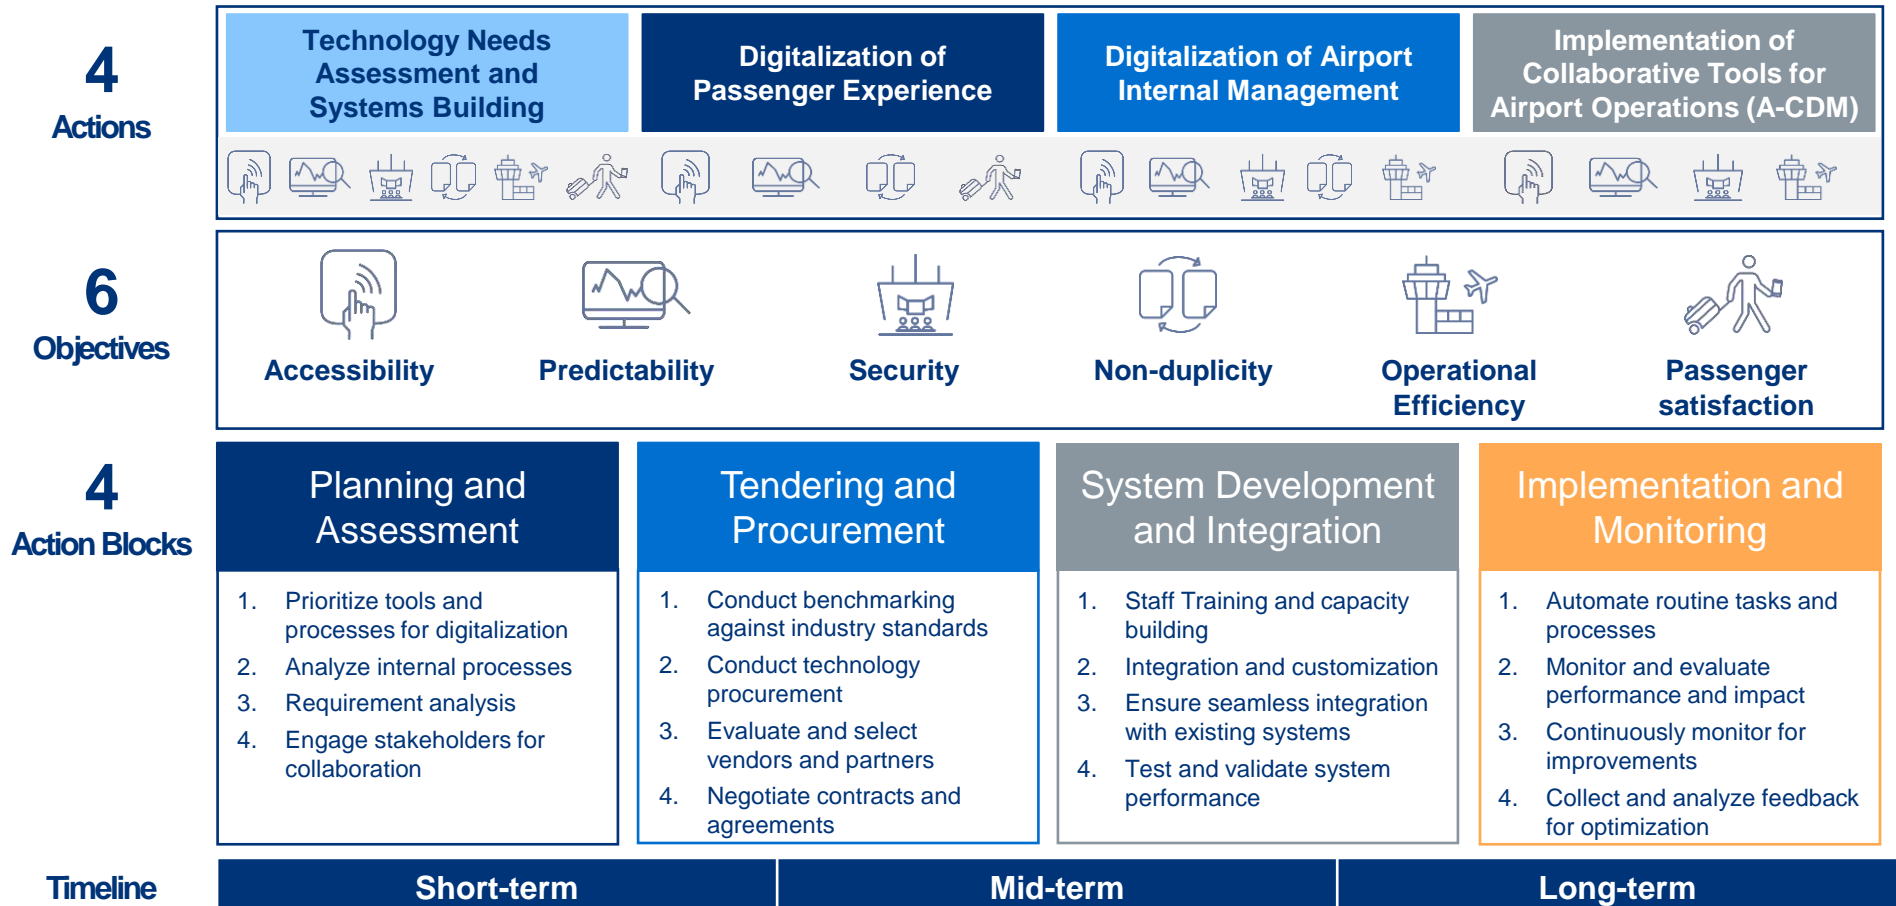 4
Actions
Technology Needs
Assessment and
Systems Building
Digitalization of
Passenger Experience
Digitalization of Airport
Internal Management
Implementation of
Collaborative Tools for
Airport Operations (A-CDM)
6
Objectives
Accessibility
Predictability
Security
Non-duplicity
Operational
Efficiency
Passenger
satisfaction
4
Action Blocks
Planning and
Assessment
1. Prioritize tools and
processes for digitalization
2. Analyze internal processes
3. Requirement analysis
4. Engage stakeholders for
collaboration
Tendering and
Procurement
1. Conduct benchmarking
against industry standards
2. Conduct technology
procurement
3. Evaluate and select
vendors and partners
4. Negotiate contracts and
agreements
System Development
and Integration
1. Staff Training and capacity
building
2. Integration and customization
3. Ensure seamless integration
with existing systems
4. Test and validate system
performance
Implementation and
Monitoring
1. Automate routine tasks and
processes
2. Monitor and evaluate
performance and impact
3. Continuously monitor for
improvements
4. Collect and analyze feedback
for optimization
Timeline
Short-term
Mid-term
Long-term